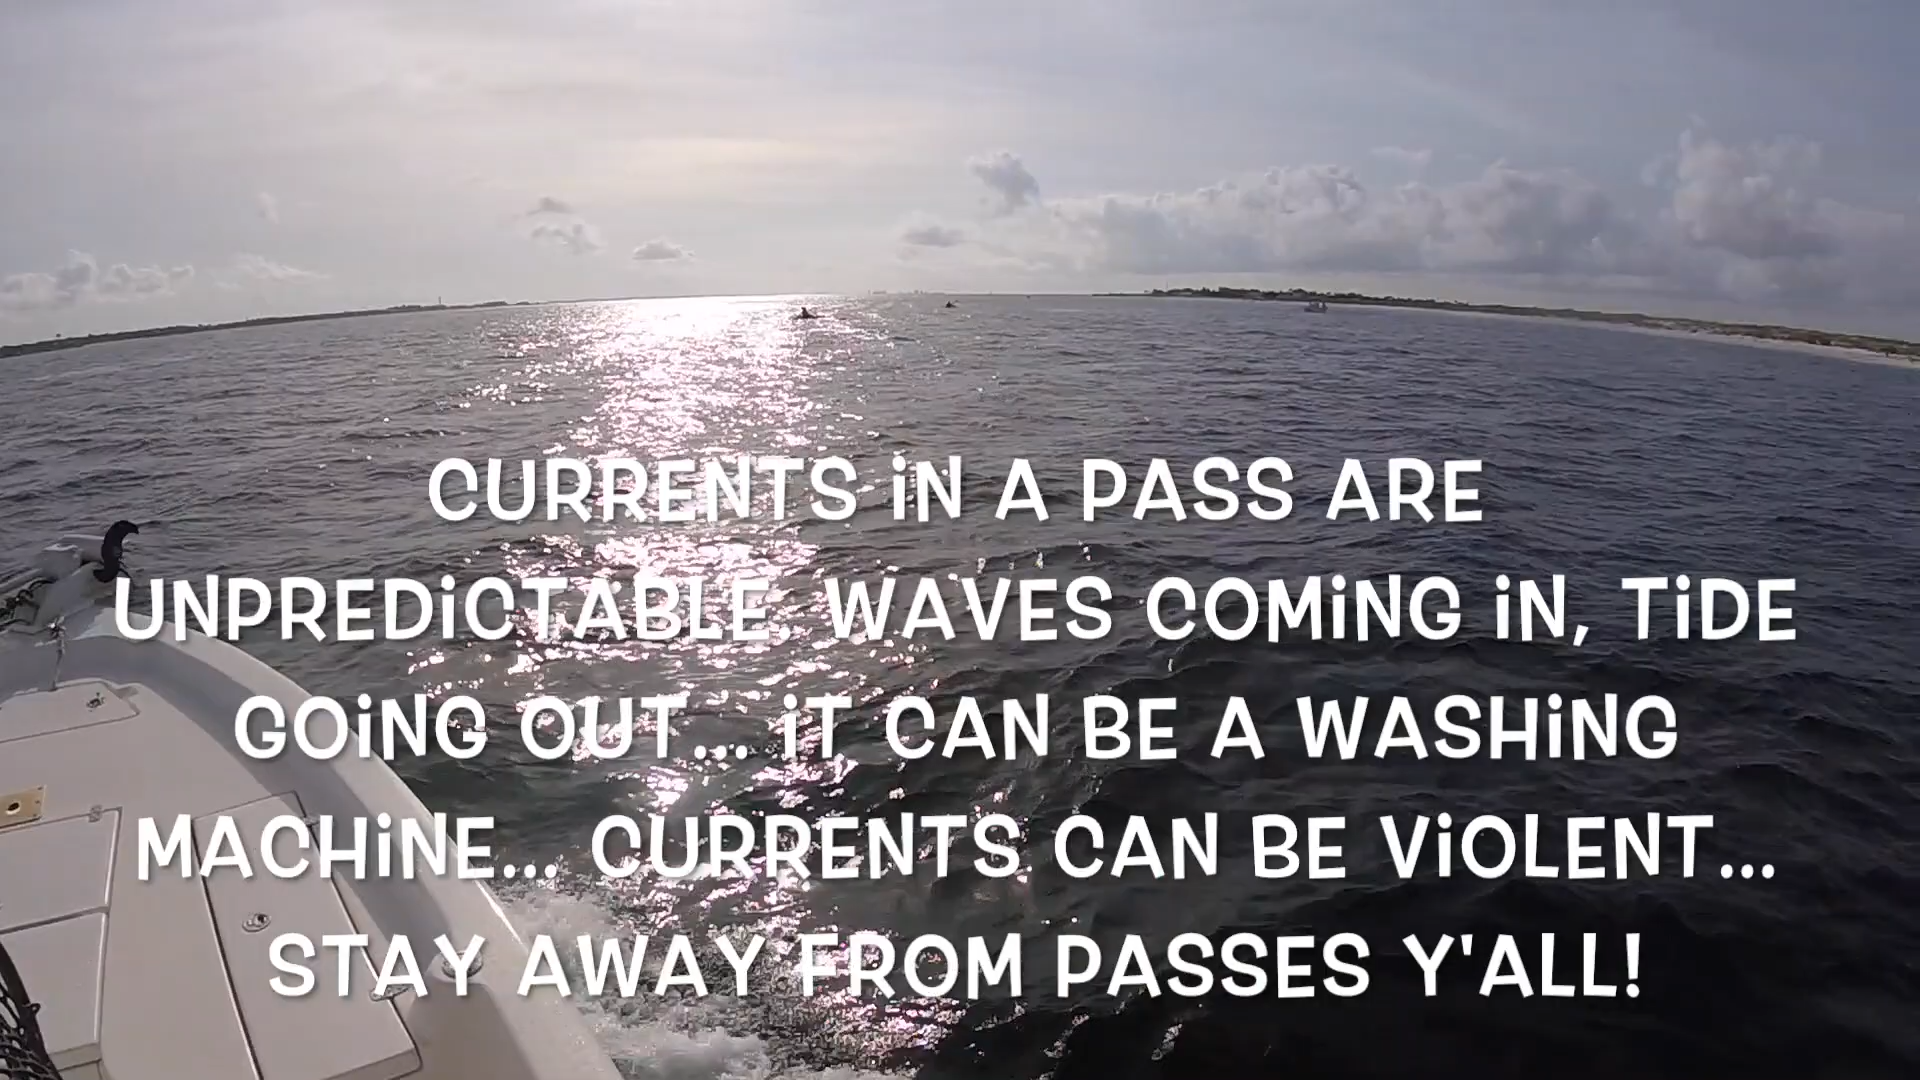 CURRENTS iN A PASS ARE
UNPREDiCTABLE. WAVES COMiNG iN, TiDE
GOiNG OUT... iT CAN BE A WASHiNG
MACHiNE... CURRENTS CAN BE ViOLENT...
STAY AWAY FROM PASSES Y'ALL!